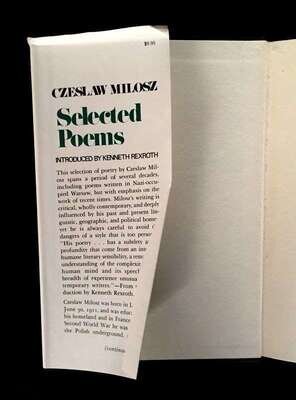 $9.95
CZESLAW MILOSZ
Selected
Poems
INTRODUCED BY KENNETH REXROTH
This selection of poetry by Czeslaw Mil-
osz spans a period of several decades,
including poems written in Nazi-occu-
pied Warsaw, but with emphasis on the
work of recent times. Milosz's writing is
critical, wholly contemporary, and deeply
influenced by his past and present lin
guistic, geographic, and political home
yet he is always careful to avoid t
dangers of a style that is too perso
"His poetry . . . has a subtlety a
profundity that come from an im
humane literary sensibility, a rem
understanding of the complexit
human mind and its speech
breadth of experience unusua
temporary writers."—From
duction by Kenneth Rexroth.
Czeslaw Milosz was born in L
June 30, 1911, and was educ
his homeland and in France
Second World War he was
the Polish underground.
(continue